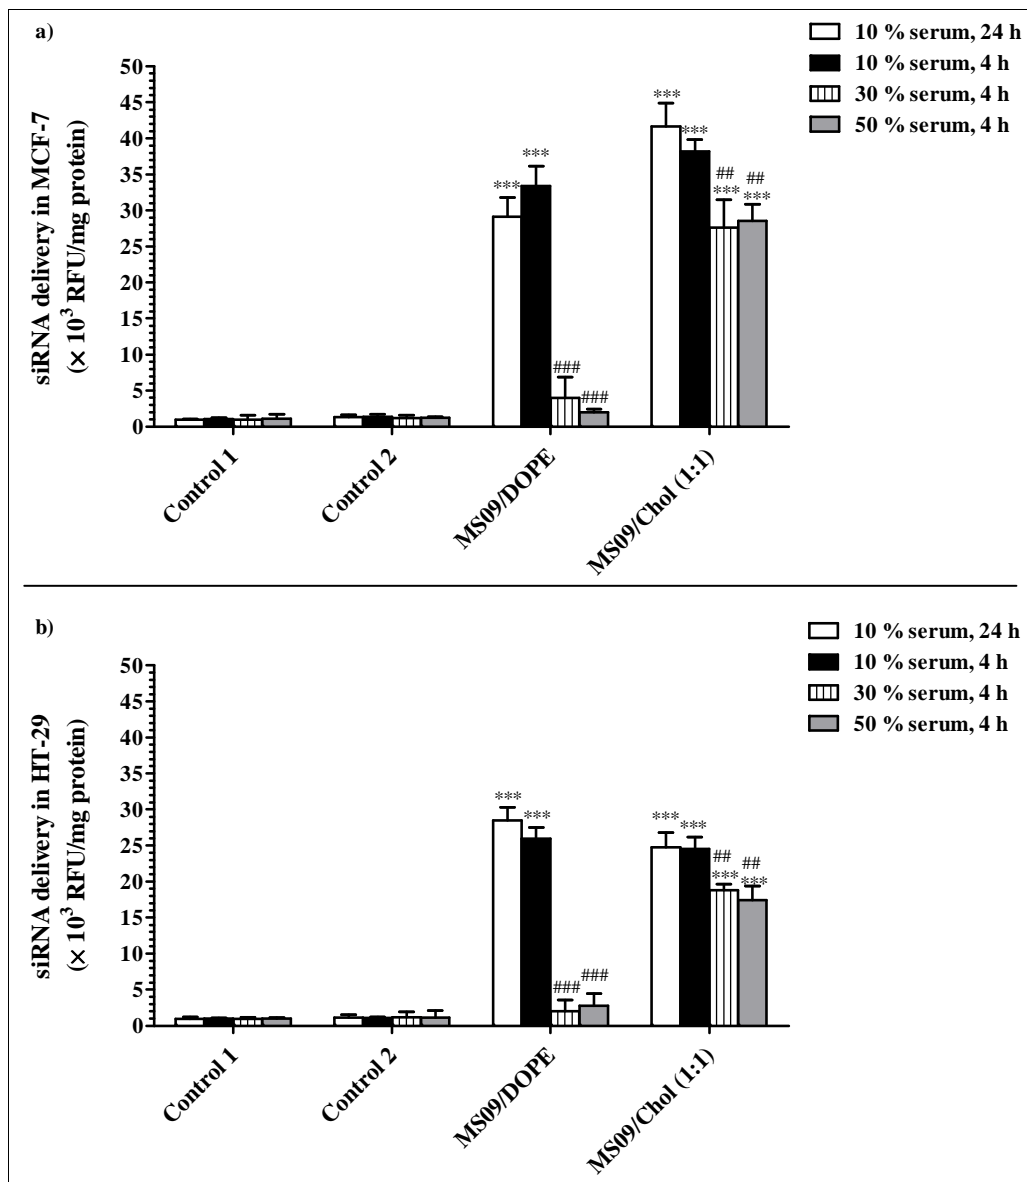 a)
10 % serum, 24 h
10 % serum, 4 h
30 % serum, 4 h
50 % serum, 4 h
siRNA delivery in MCF-7
(× 10³ RFU/mg protein)
50
45
40
35
30
25
20
15
10
5
0
*** *** ### ###
*** *** ## *** ## ***
Control 1
Control 2
MS09/DOPE
MS09/Chol (1:1)
b)
10 % serum, 24 h
10 % serum, 4 h
30 % serum, 4 h
50 % serum, 4 h
siRNA delivery in HT-29
(× 10³ RFU/mg protein)
50
45
40
35
30
25
20
15
10
5
0
*** *** ### ###
*** *** ## *** ## ***
Control 1
Control 2
MS09/DOPE
MS09/Chol (1:1)